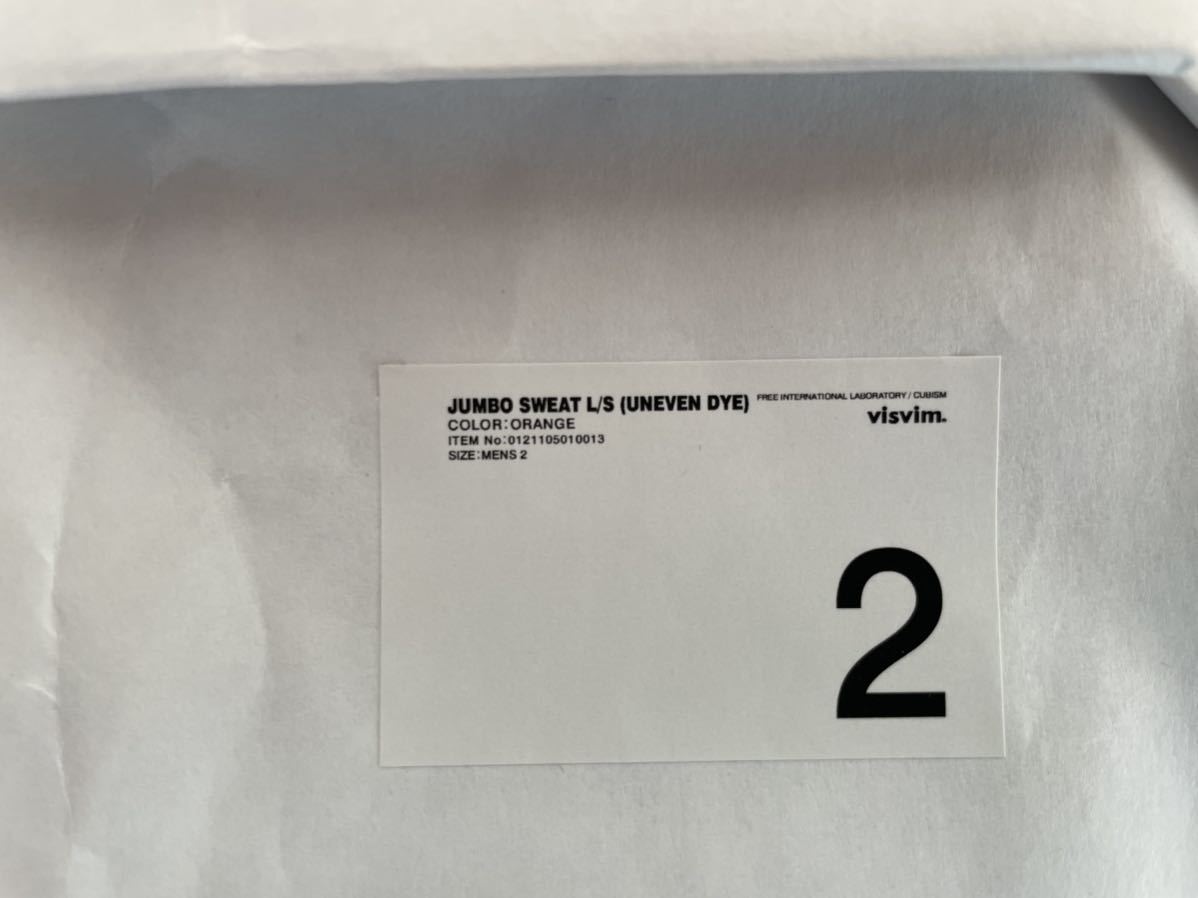 JUMBO SWEAT L/S (UNEVEN DYE)
COLOR:ORANGE
ITEM No:0121105010013
SIZE:MENS 2
FREE INTERNATIONAL LABORATORY / CUBISM
visvim.
2